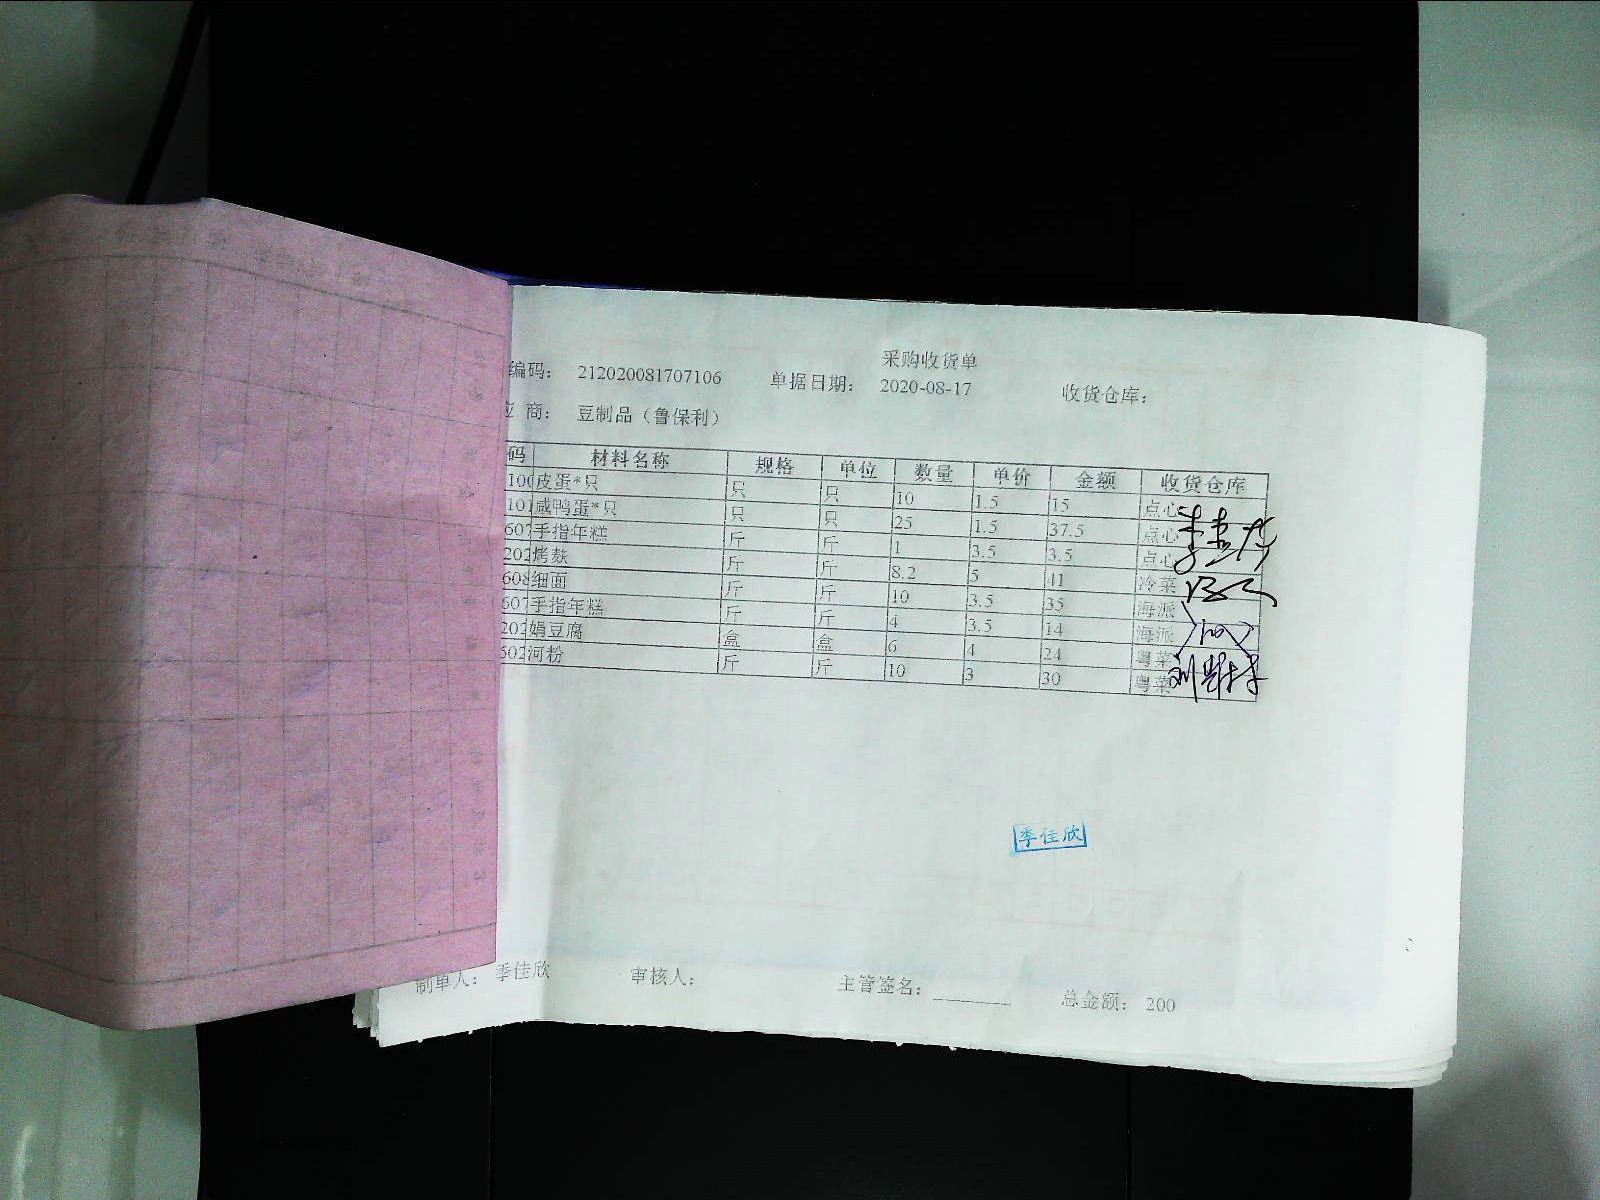 采购收货单
编码： 212020081707106 单据日期： 2020-08-17 收货仓库：
应 商： 豆制品（鲁保利）
码 材料名称 规格 单位 数量 单价 金额 收货仓库
100 皮蛋*只 只 只 10 1.5 15 点心
101 咸鸭蛋*只 只 只 25 1.5 37.5 点心
607 手指年糕 斤 斤 1 3.5 3.5 点心
202 烤麸 斤 斤 8.2 5 41 冷菜
608 细面 斤 斤 10 3.5 35 海派
607 手指年糕 斤 斤 4 3.5 14 海派
202 娟豆腐 盒 盒 6 4 24 粤菜
602 河粉 斤 斤 10 3 30 粤菜
季佳欣
制单人： 季佳欣 审核人： 主管签名： 总金额： 200